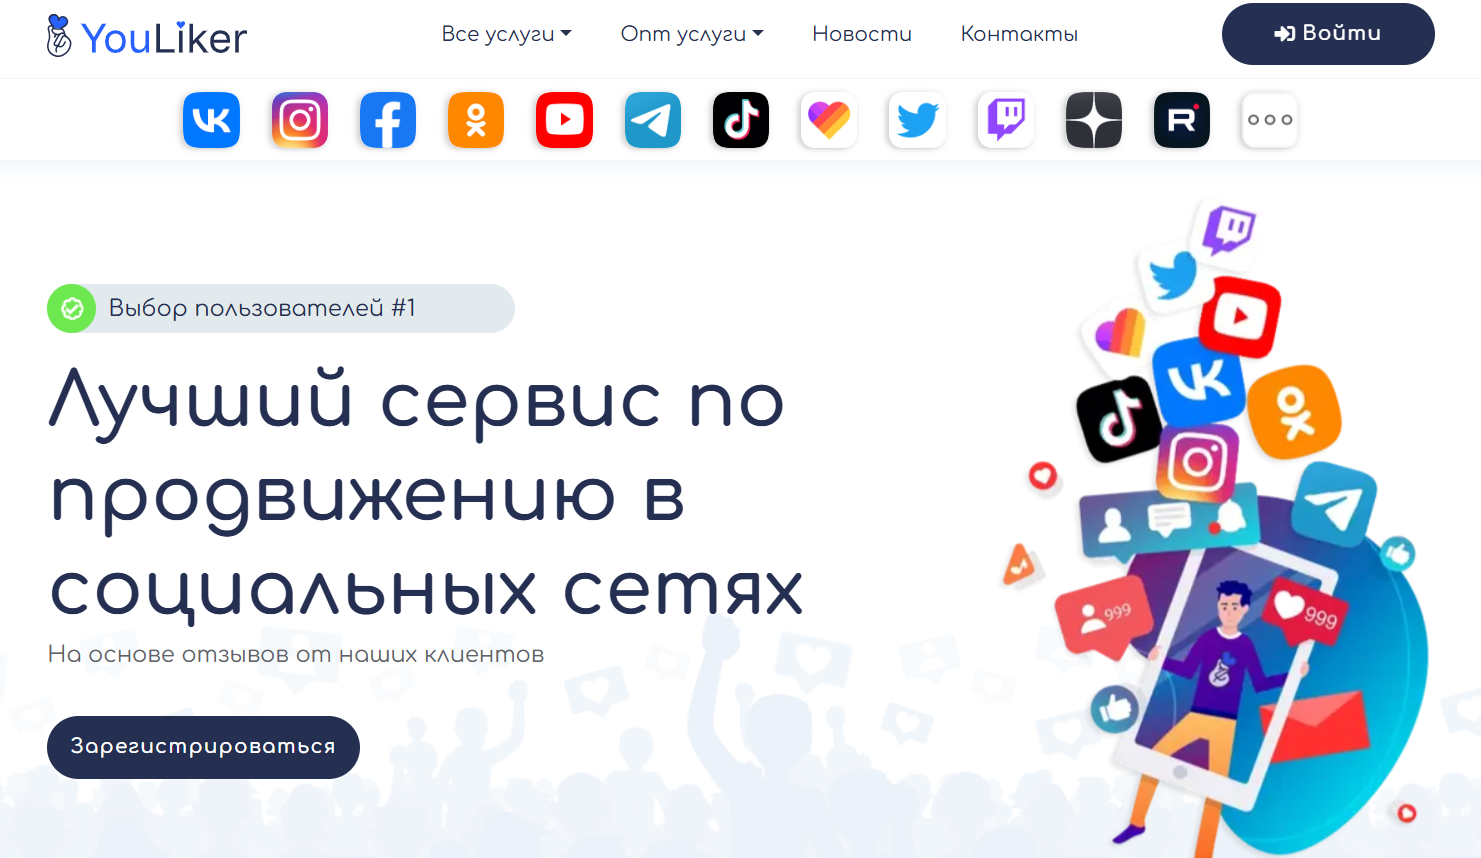 YouLiker
Все услуги
Опт услуги
Новости
Контакты
Войти
Выбор пользователей #1
Лучший сервис по
продвижению в
социальных сетях
На основе отзывов от наших клиентов
Зарегистрироваться
999
999